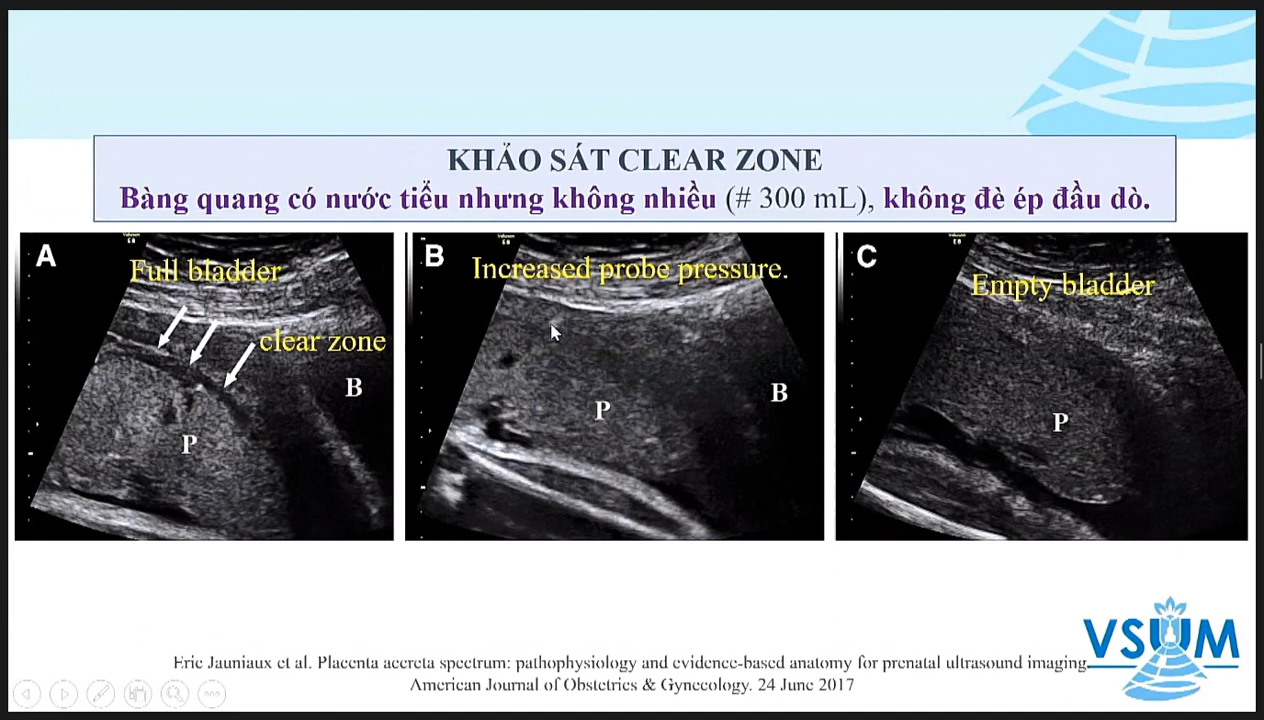 KHẢO SÁT CLEAR ZONE
Bàng quang có nước tiểu nhưng không nhiều (# 300 mL), không đè ép đầu dò.
A
Full bladder
clear zone
B
P
B
Increased probe pressure.
P
B
C
Empty bladder
P
VSUM
Eric Jauniaux et al. Placenta accreta spectrum: pathophysiology and evidence-based anatomy for prenatal ultrasound imaging.
American Journal of Obstetrics & Gynecology. 24 June 2017